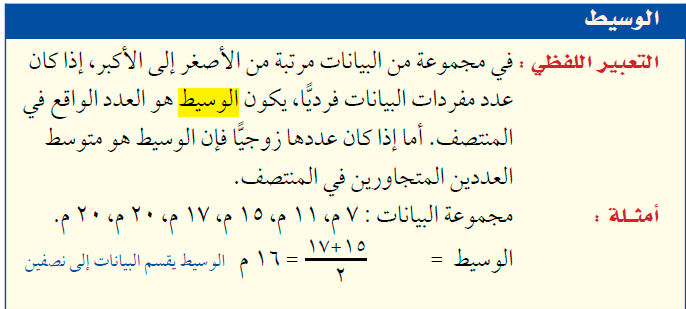 الوسيط
التعبير اللفظي : في مجموعة من البيانات مرتبة من الأصغر إلى الأكبر، إذا كان
عدد مفردات البيانات فرديًّا، يكون الوسيط هو العدد الواقع في
المنتصف. أما إذا كان عددها زوجيًّا فإن الوسيط هو متوسط
العددين المتجاورين في المنتصف.
أمثـلـة : مجموعة البيانات : ٧ م، ١١ م، ١٥ م، ١٧ م، ٢٠ م، ٢٠ م.
الوسيط = ١٧+١٥ / ٢ = ١٦ م الوسيط يقسم البيانات إلى نصفين